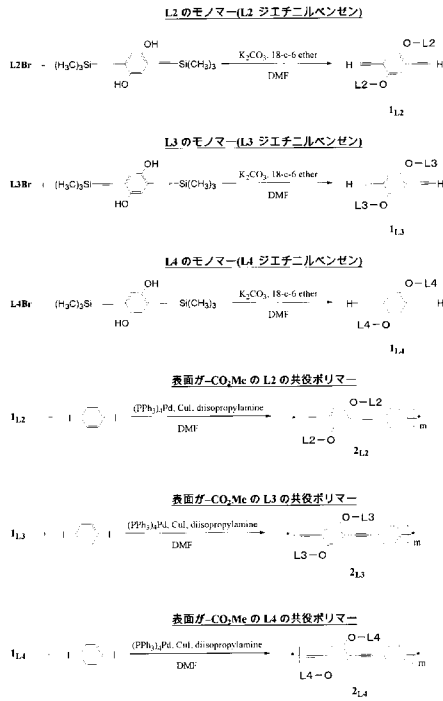 L2 のモノマー(L2 ジエチニルベンゼン)
OH
O-L2
L2Br
(H3C)3Si
Si(CH3)3
K2CO3, 18-c-6 ether
DMF
H
H
HO
L2-O
1L2
L3 のモノマー(L3 ジエチニルベンゼン)
OH
O-L3
L3Br
(H3C)3Si
Si(CH3)3
K2CO3, 18-c-6 ether
DMF
H
H
HO
L3-O
1L3
L4 のモノマー(L4 ジエチニルベンゼン)
OH
O-L4
L4Br
(H3C)3Si
Si(CH3)3
K2CO3, 18-c-6 ether
DMF
H
H
HO
L4-O
1L4
表面が–CO2Me の L2 の共役ポリマー
O-L2
1L2
I
I
(PPh3)4Pd, CuI, diisopropylamine
DMF
m
L2-O
2L2
表面が–CO2Me の L3 の共役ポリマー
O-L3
1L3
I
I
(PPh3)4Pd, CuI, diisopropylamine
DMF
m
L3-O
2L3
表面が–CO2Me の L4 の共役ポリマー
O-L4
1L4
I
I
(PPh3)4Pd, CuI, diisopropylamine
DMF
m
L4-O
2L4